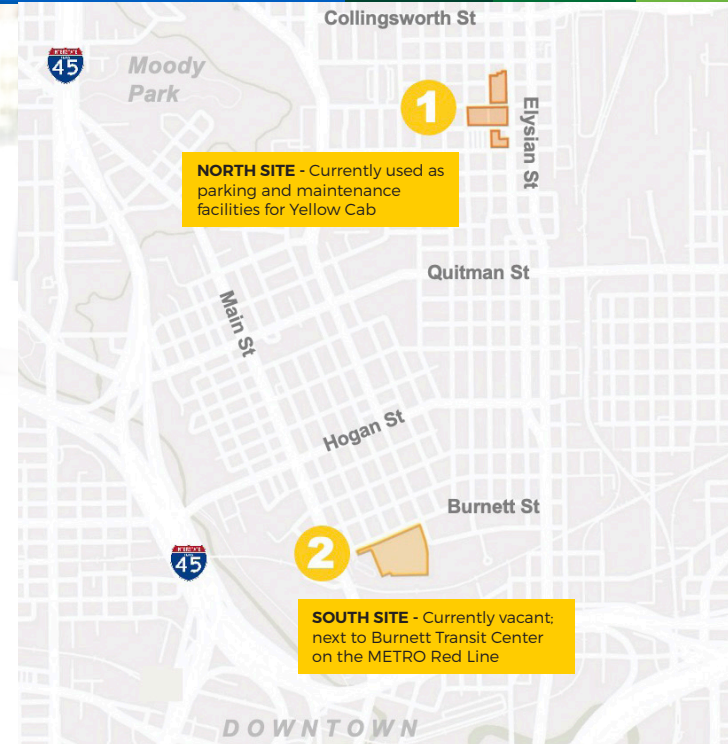 Collingsworth St
45
Moody
Park
1
Elysian St
NORTH SITE - Currently used as
parking and maintenance
facilities for Yellow Cab
Quitman St
Main St
Hogan St
Burnett St
2
45
SOUTH SITE - Currently vacant;
next to Burnett Transit Center
on the METRO Red Line
DOWNTOWN